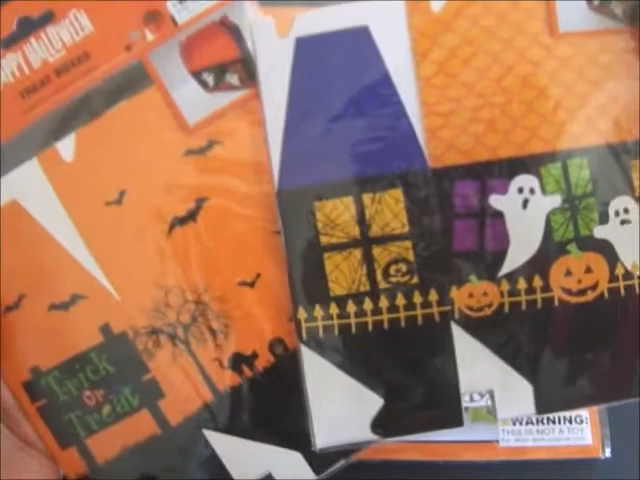 HAPPY HALLOWEEN
TREAT BOXES
Trick
or
Treat
WARNING:
THIS IS NOT A TOY